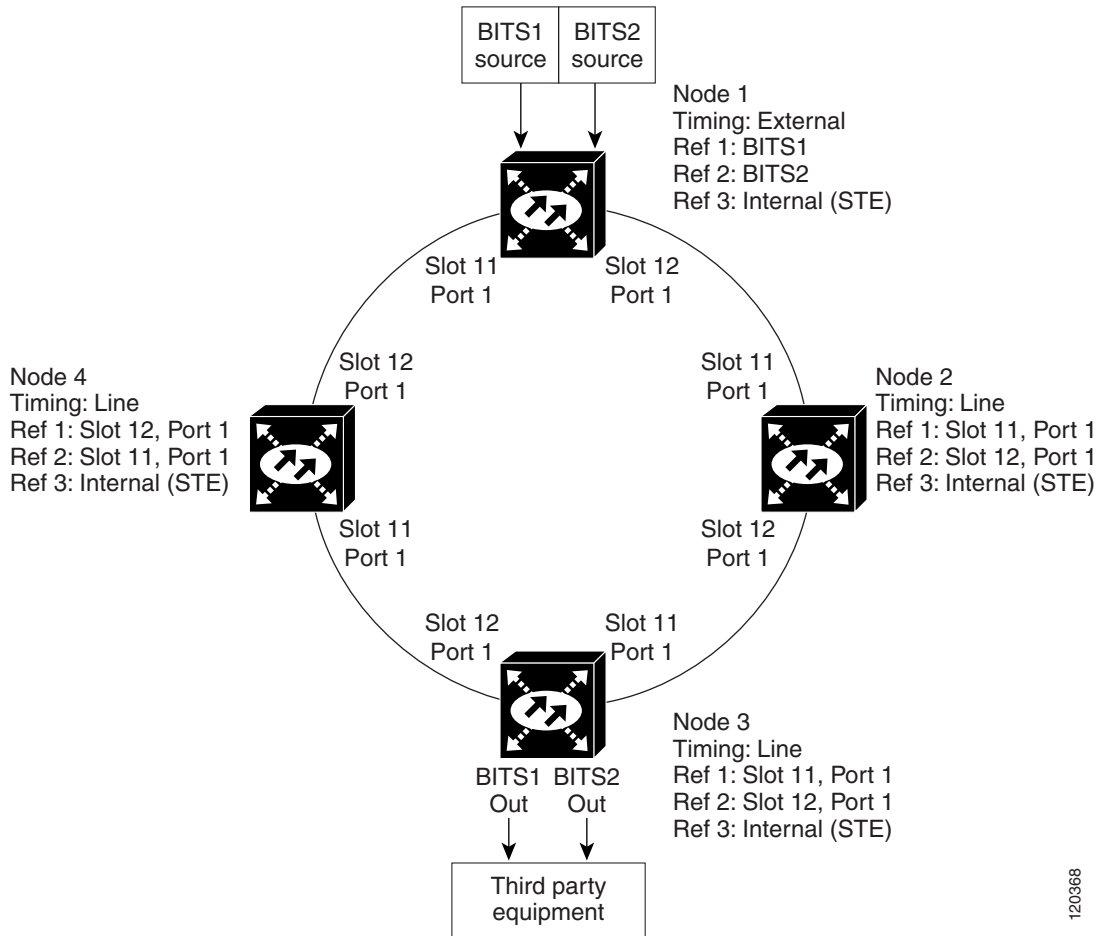 BITS1
source
BITS2
source
Node 1
Timing: External
Ref 1: BITS1
Ref 2: BITS2
Ref 3: Internal (STE)
Slot 11
Port 1
Slot 12
Port 1
Node 4
Timing: Line
Ref 1: Slot 12, Port 1
Ref 2: Slot 11, Port 1
Ref 3: Internal (STE)
Slot 12
Port 1
Slot 11
Port 1
Node 2
Timing: Line
Ref 1: Slot 11, Port 1
Ref 2: Slot 12, Port 1
Ref 3: Internal (STE)
Slot 11
Port 1
Slot 12
Port 1
Slot 12
Port 1
Slot 11
Port 1
Node 3
Timing: Line
Ref 1: Slot 11, Port 1
Ref 2: Slot 12, Port 1
Ref 3: Internal (STE)
BITS1
Out
BITS2
Out
Third party
equipment
120368